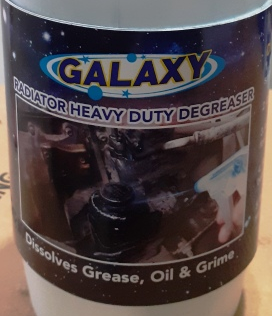 GALAXY
RADIATOR HEAVY DUTY DEGREASER
Dissolves Grease, Oil & Grime